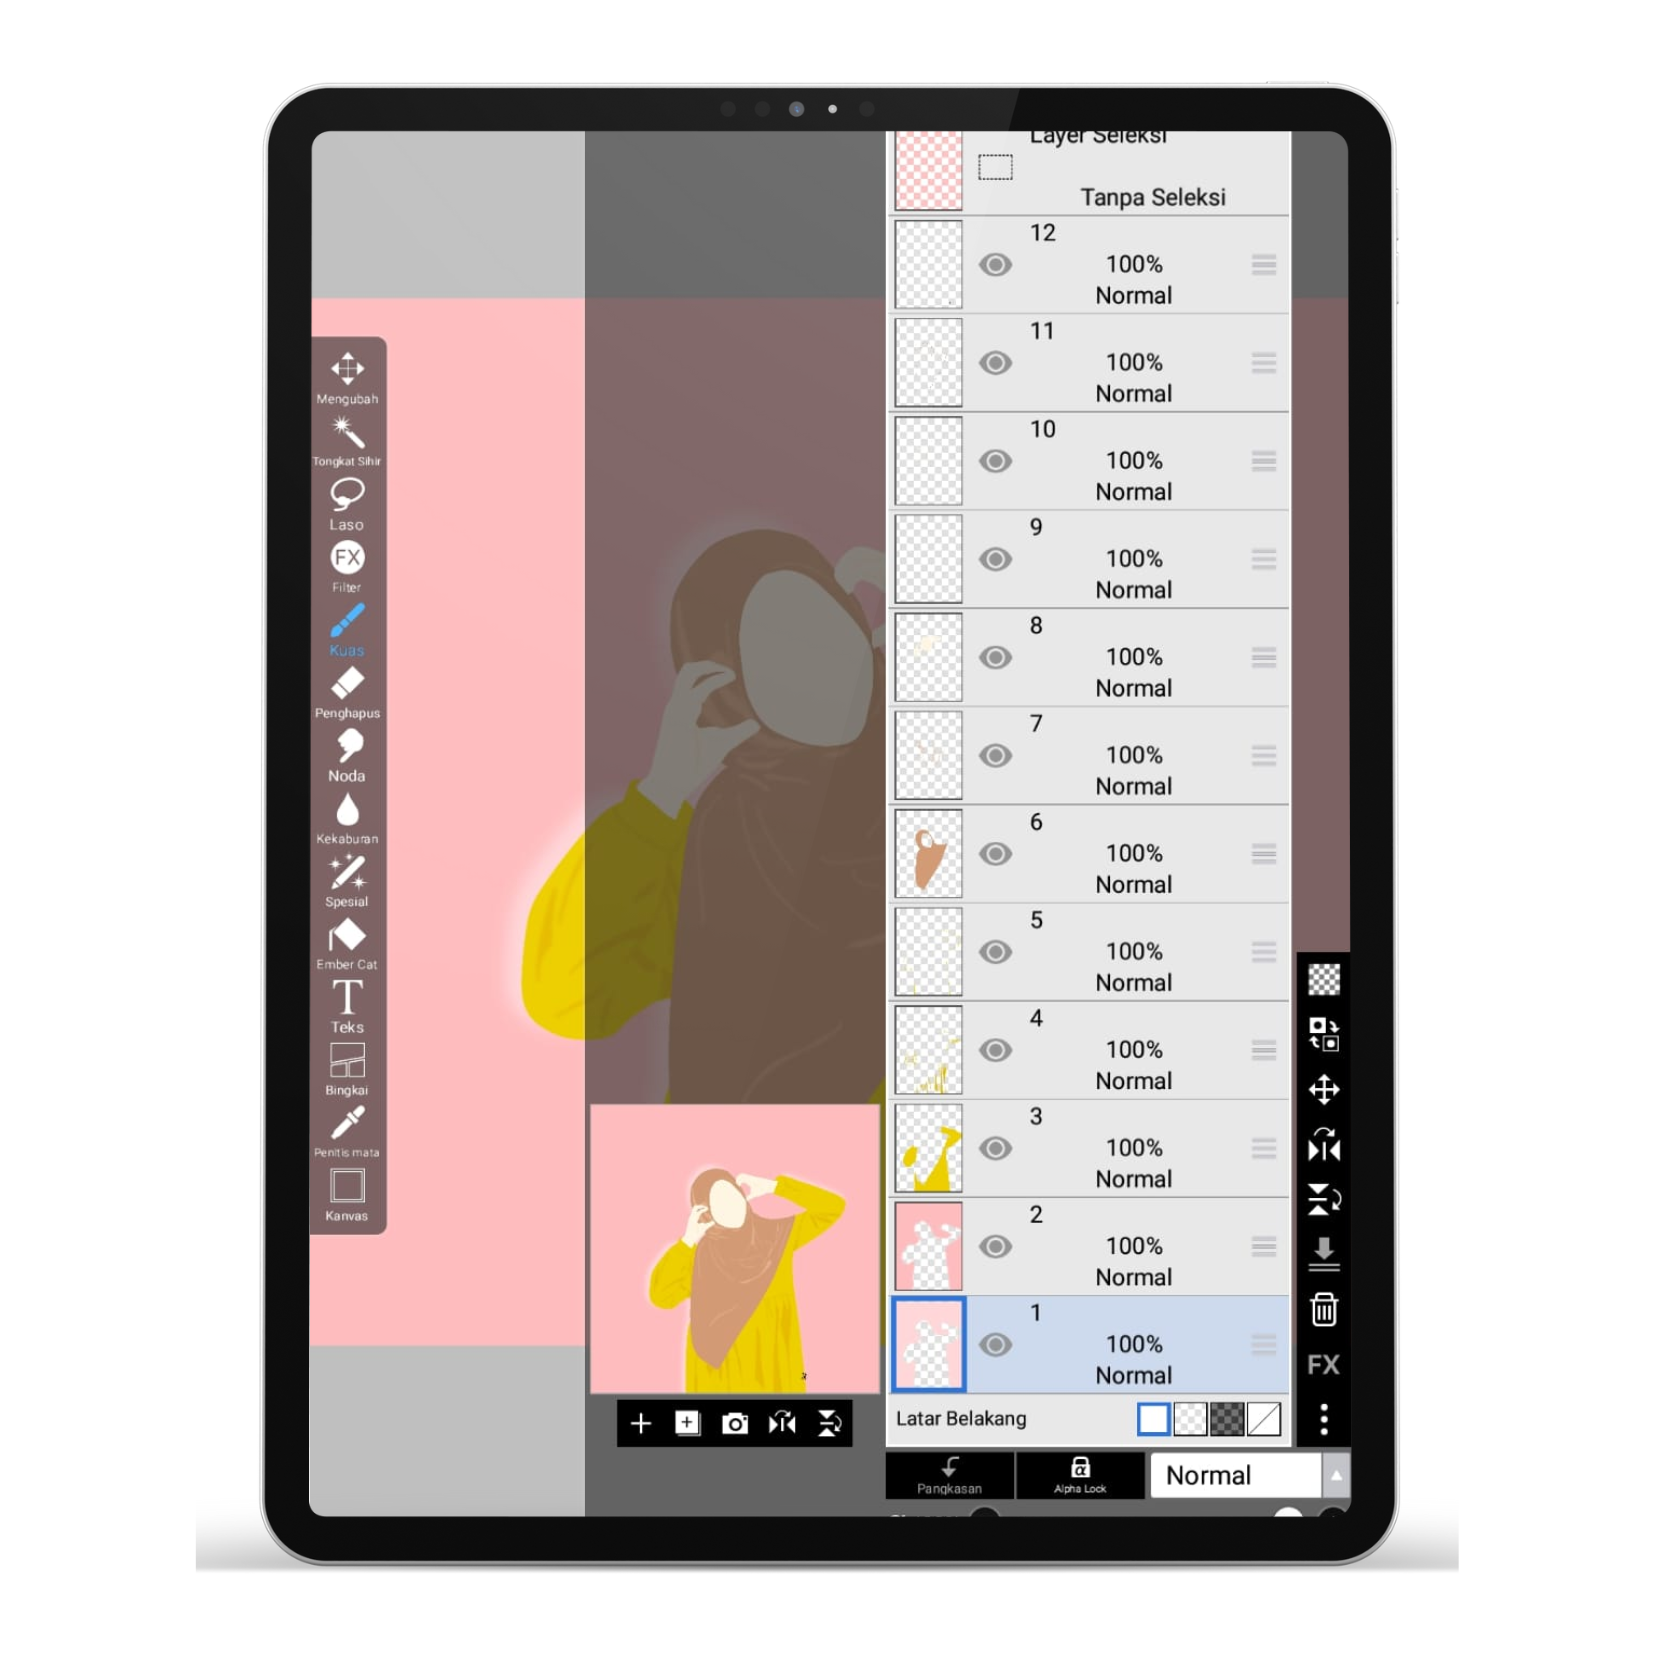 Layer Seleksi
Tanpa Seleksi
12
100%
Normal
11
100%
Normal
10
100%
Normal
9
100%
Normal
8
100%
Normal
7
100%
Normal
6
100%
Normal
5
100%
Normal
4
100%
Normal
3
100%
Normal
2
100%
Normal
1
100%
Normal
Latar Belakang
Pangkasan
α
Alpha Lock
Normal
FX
Mengubah
Tongkat Sihir
Laso
FX
Filter
Kuas
Penghapus
Noda
Kekaburan
Spesial
Ember Cat
T
Teks
Bingkai
Penitis mata
Kanvas